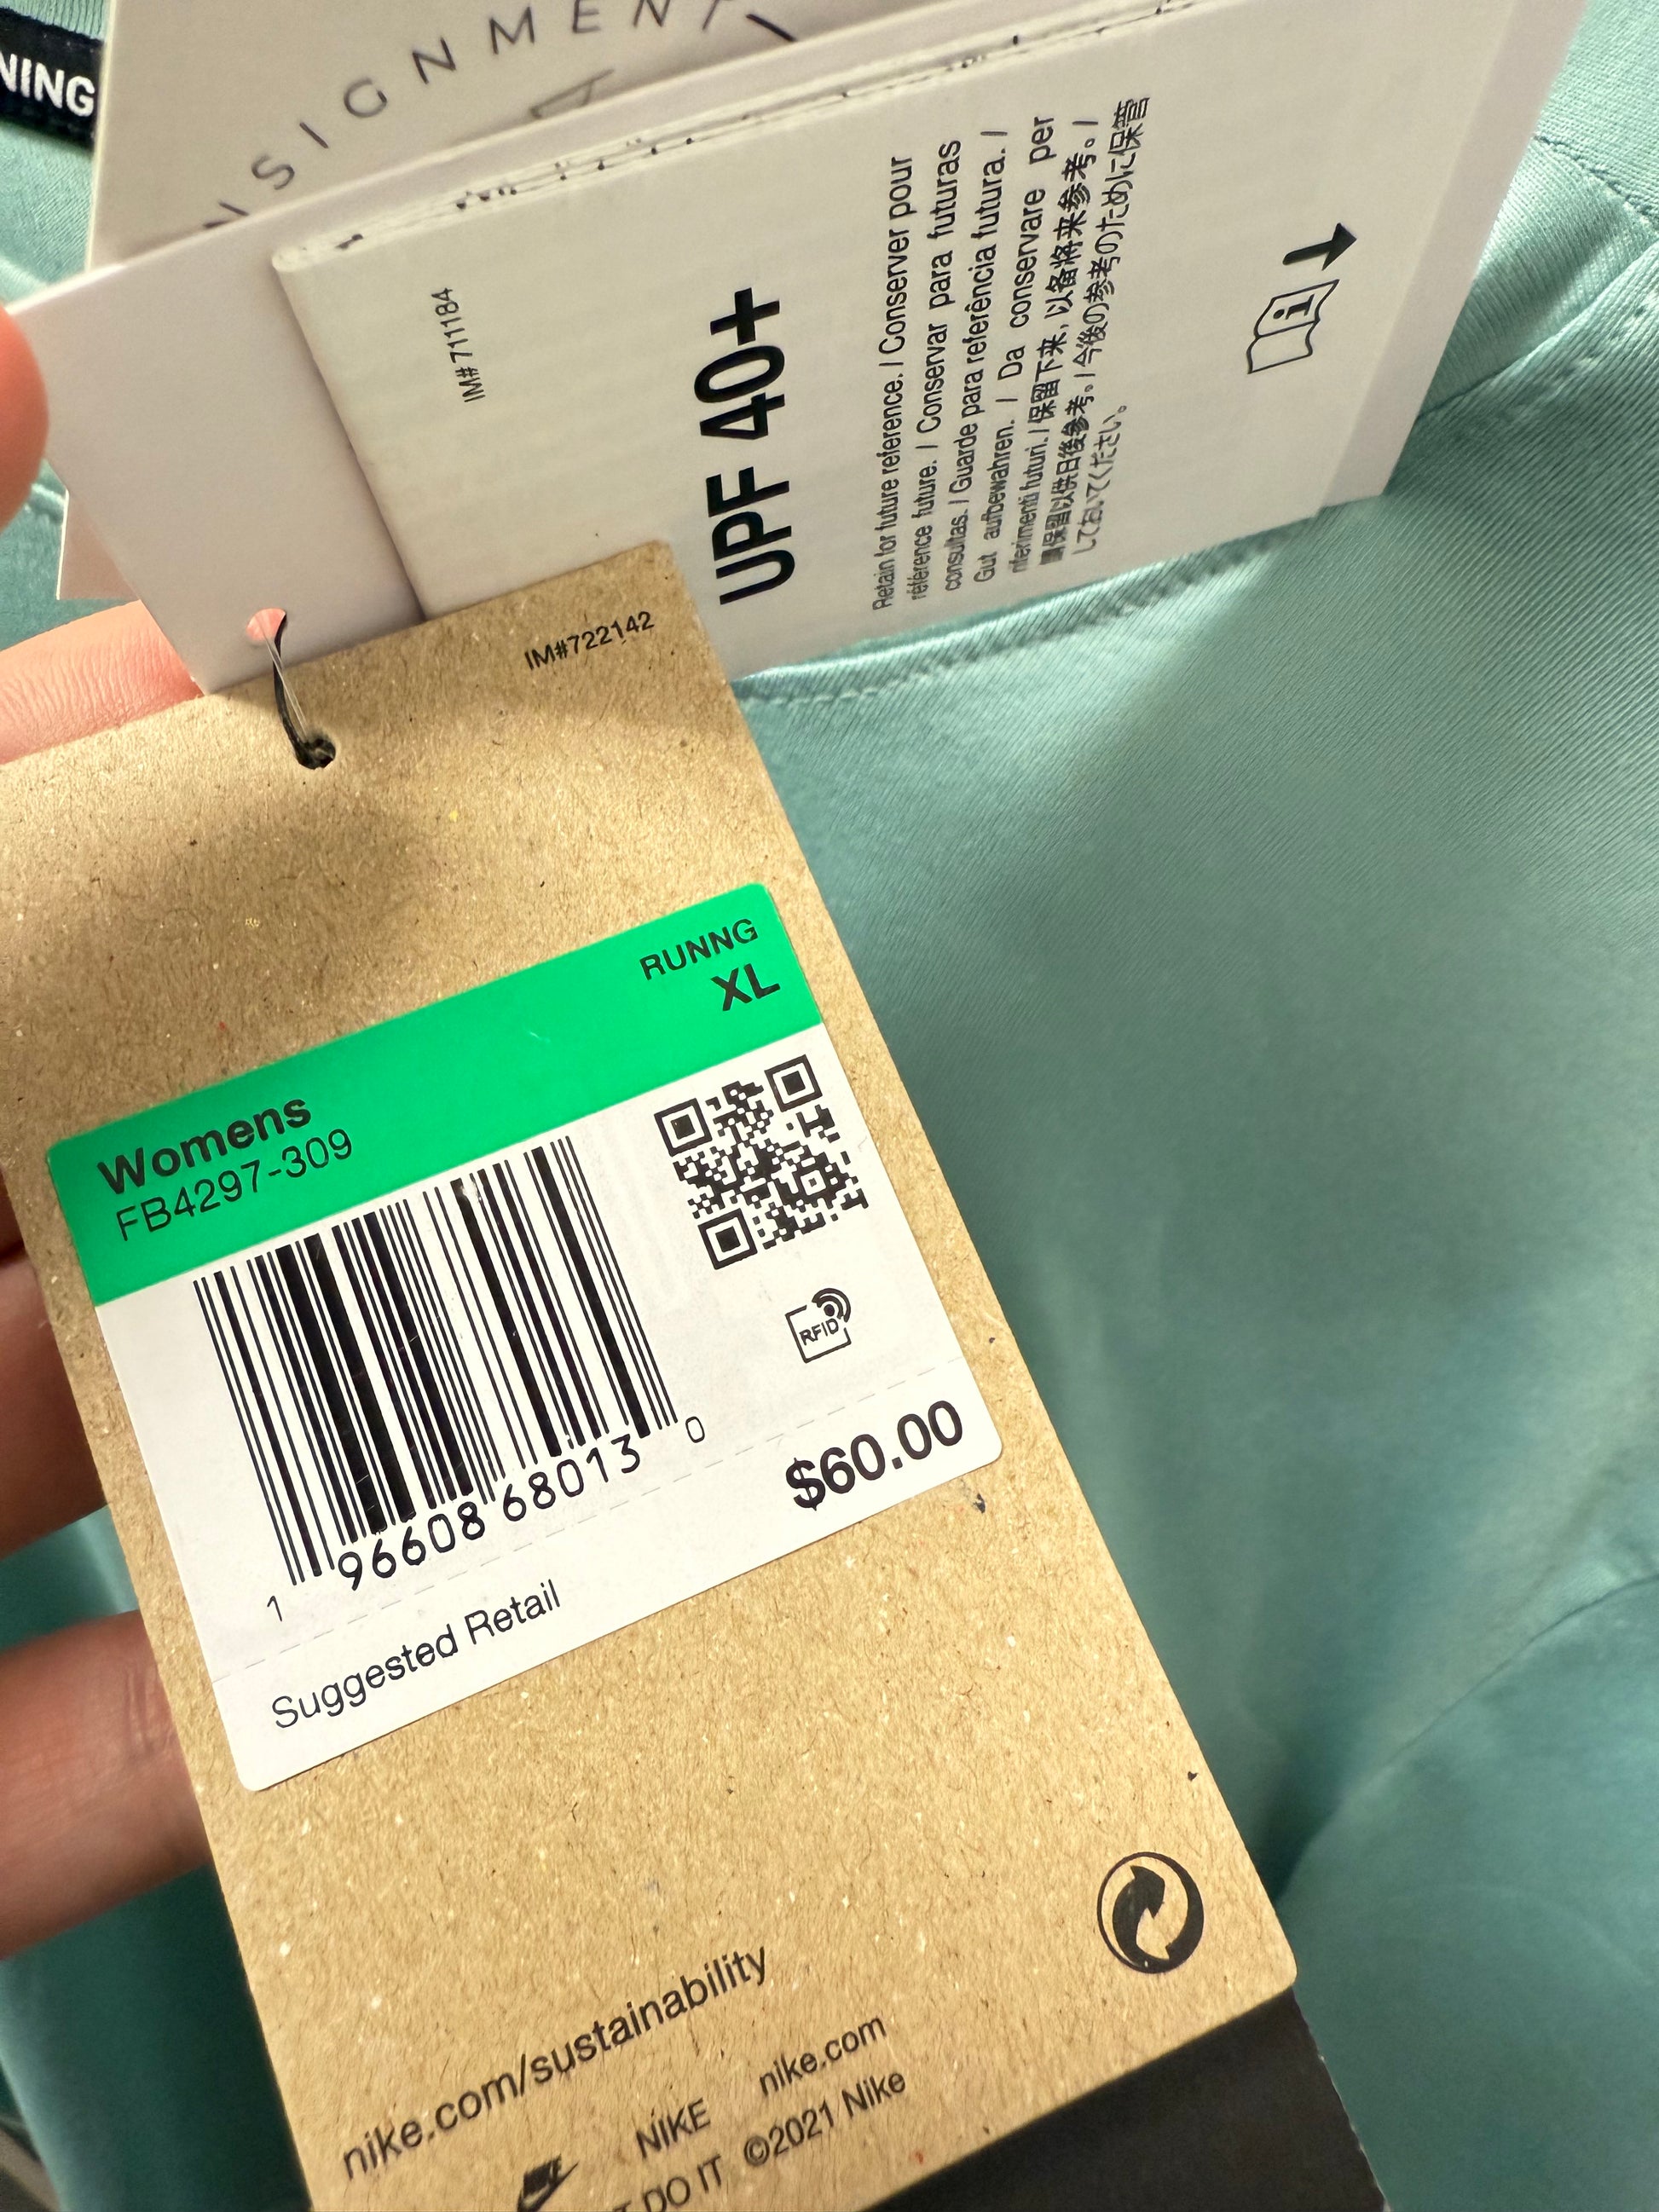 NING
SIGNMENT
IM#711184
UPF 40+
Retain for future reference. / Conserver pour
référence future. / Conservar para futuras
consultas. / Guarde para referência futura. /
Gut aufbewahren. / Da conservare per
riferimenti futuri. / 保留下来，以备将来参考。/
請保留以供日後參考。/ 今後の参考のために保管
しておいてください。
IM#722142
RUNNG
XL
Womens
FB4297-309
RFID
1 96608 68013 0
$60.00
Suggested Retail
nike.com/sustainability
NIKE nike.com
T DO IT ©2021 Nike